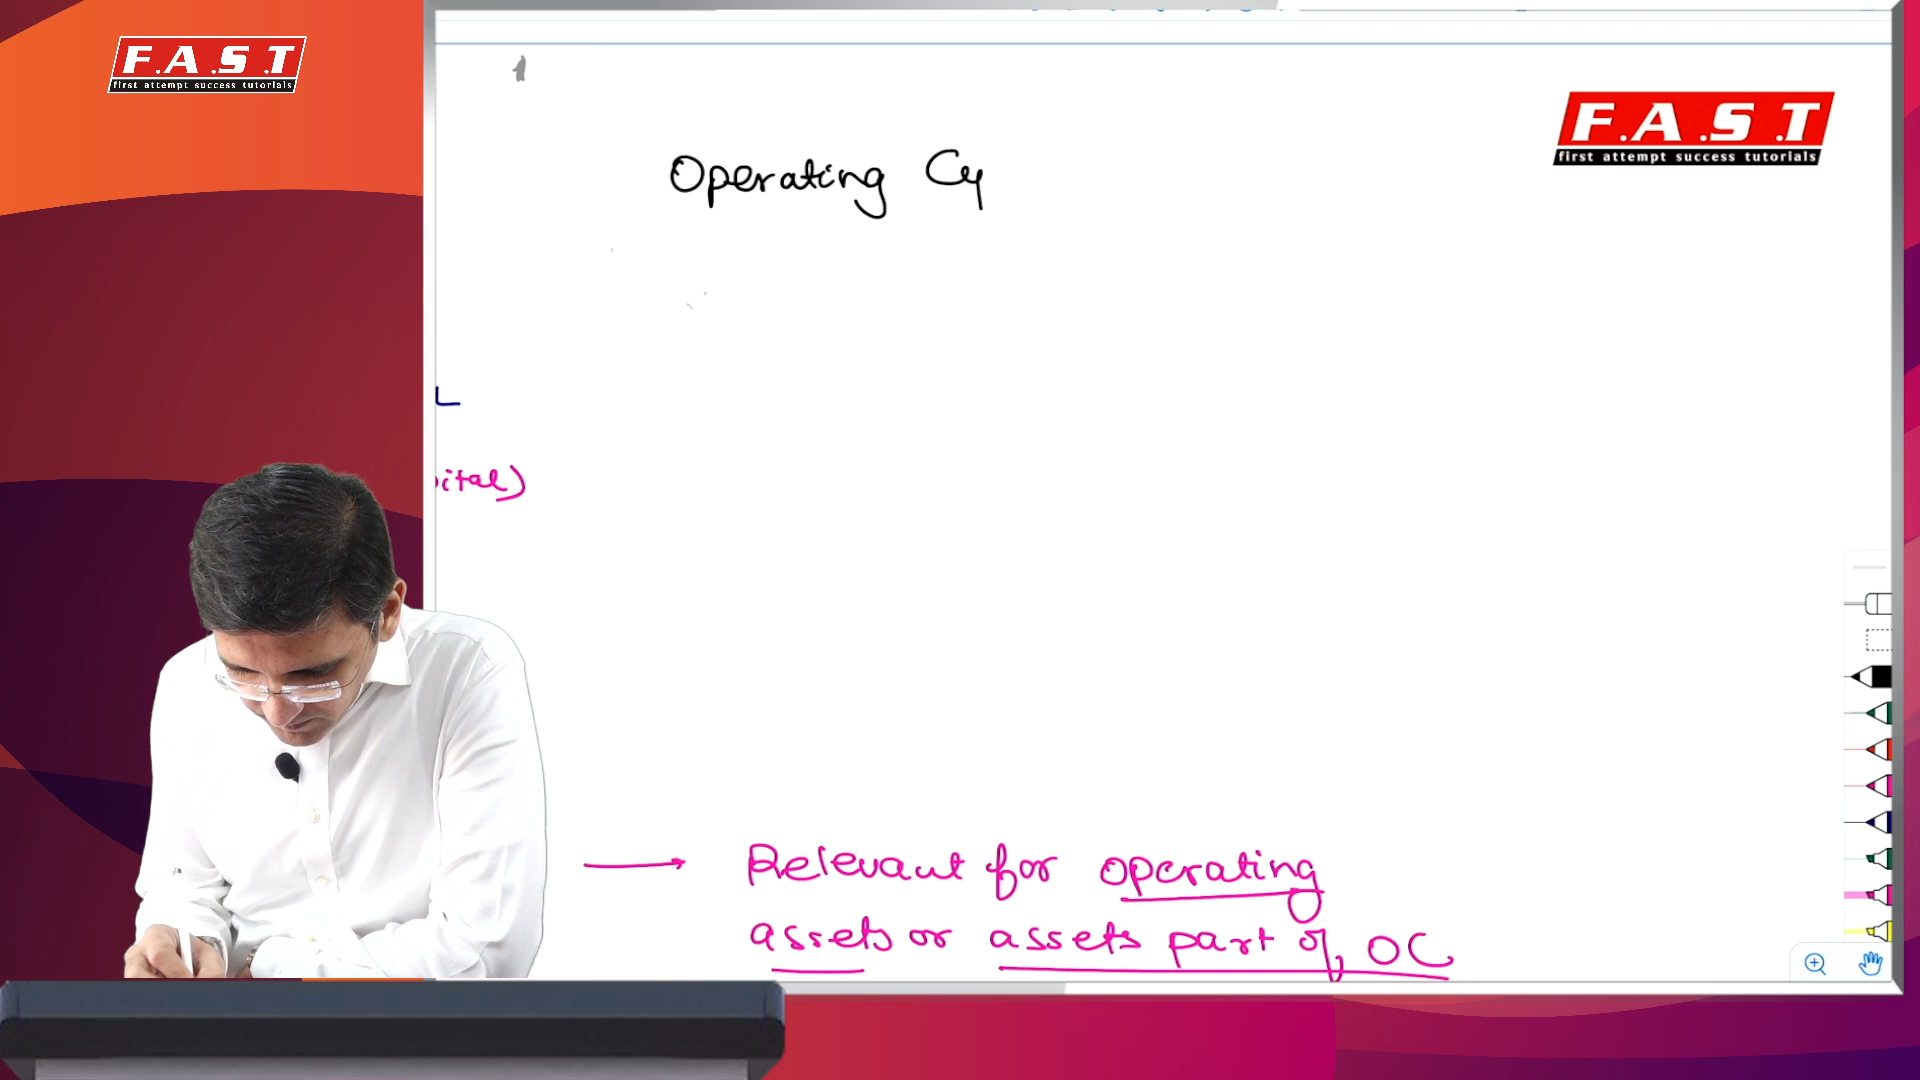 F.A.S.T
first attempt success tutorials
F.A.S.T
first attempt success tutorials
Operating Cy
ital)
Relevant for operating
assets or assets part of OC